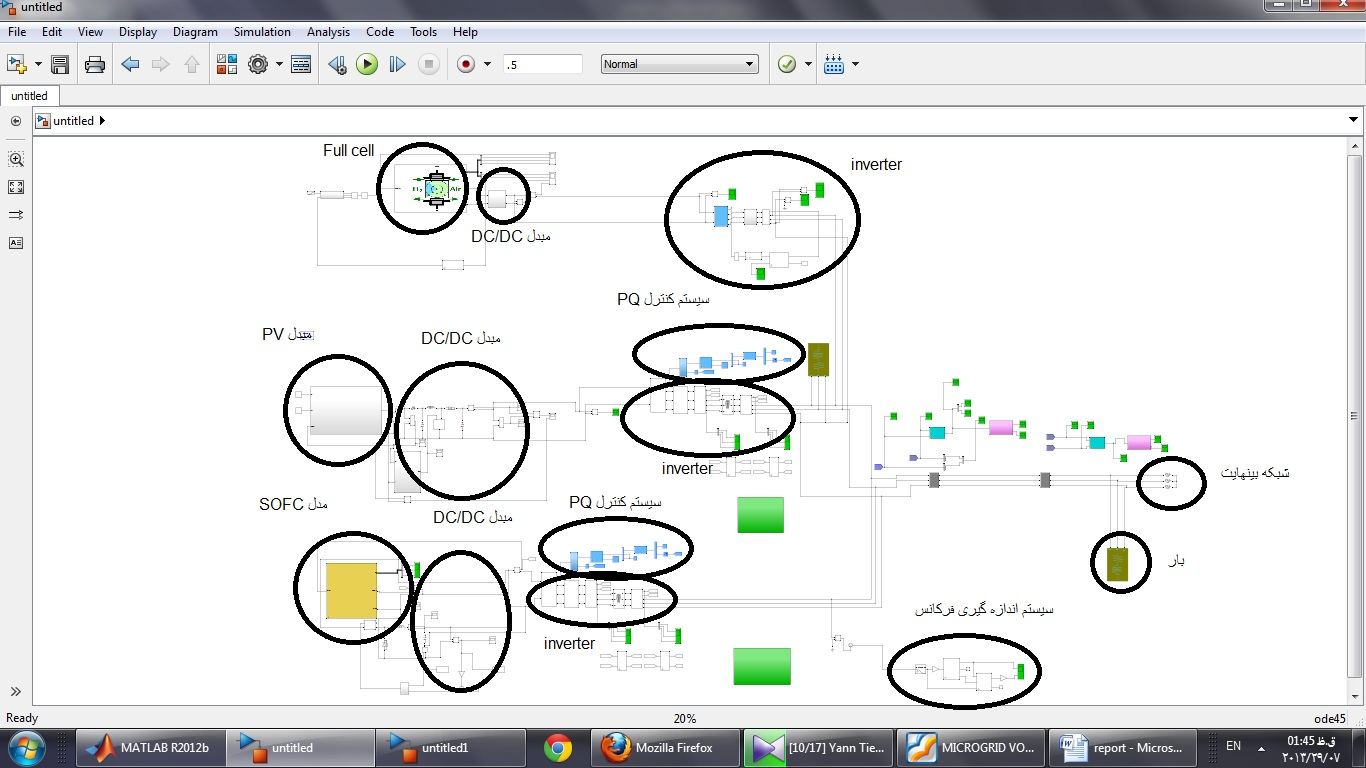 untitled
File Edit View Display Diagram Simulation Analysis Code Tools Help
.5 Normal
untitled
untitled
Full cell
inverter
H₂ Air
مبدل DC/DC
سیستم کنترل PQ
مبدل PV
مبدل DC/DC
inverter
شبکه بینهایت
مدل SOFC
مبدل DC/DC
سیستم کنترل PQ
بار
سیستم اندازه گیری فرکانس
inverter
Ready 20% ode45
MATLAB R2012b untitled untitled1 Mozilla Firefox [10/17] Yann Tie... MICROGRID VO... report - Micros... EN 01:45 ق.ظ
۲۰۱۳/۲۹/۰۷